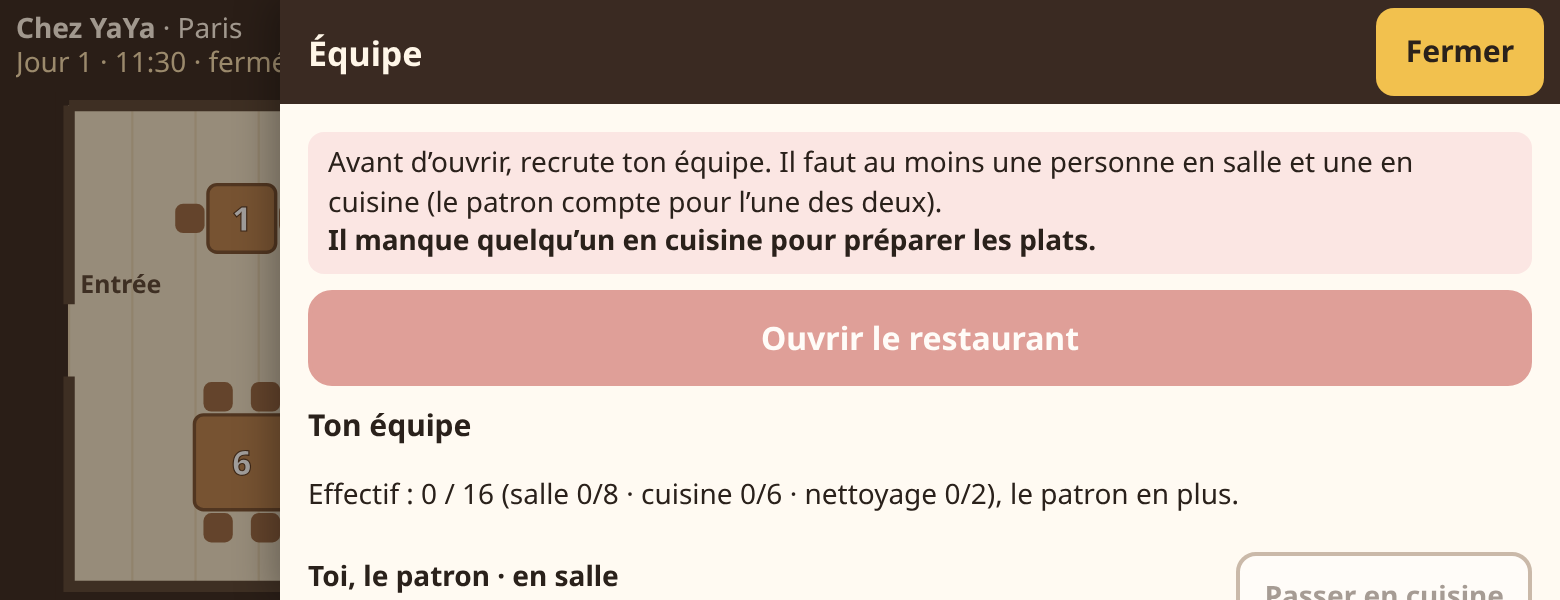 Chez YaYa · Paris
Jour 1 · 11:30 · fermé
Équipe
Fermer
Avant d’ouvrir, recrute ton équipe. Il faut au moins une personne en salle et une en
cuisine (le patron compte pour l’une des deux).
Il manque quelqu’un en cuisine pour préparer les plats.
Ouvrir le restaurant
1
Entrée
6
Ton équipe
Effectif : 0 / 16 (salle 0/8 · cuisine 0/6 · nettoyage 0/2), le patron en plus.
Toi, le patron · en salle
Passer en cuisine